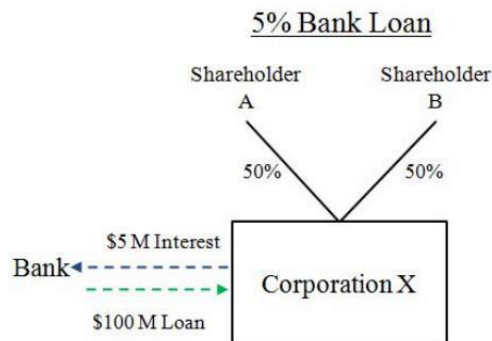 5% Bank Loan
Shareholder
A
Shareholder
B
50%
50%
$5 M Interest
Bank
Corporation X
$100 M Loan